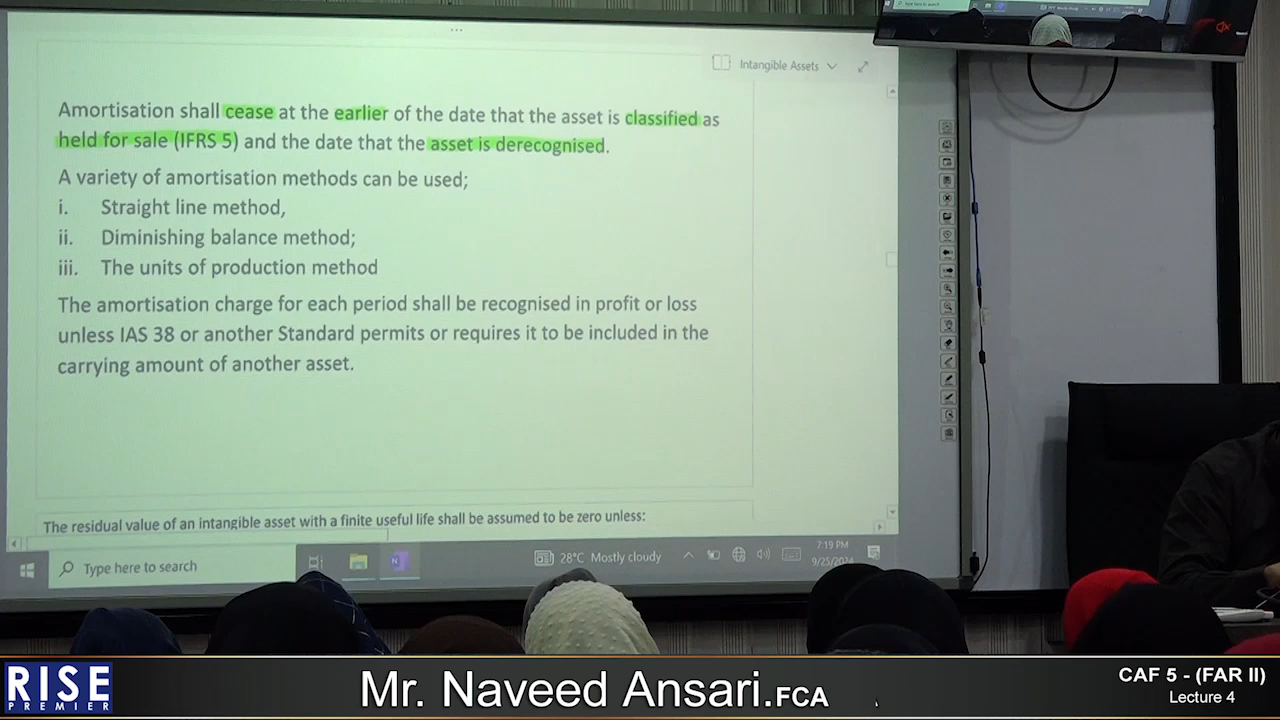 Type here to search
Intangible Assets
Amortisation shall cease at the earlier of the date that the asset is classified as
held for sale (IFRS 5) and the date that the asset is derecognised.
A variety of amortisation methods can be used;
i. Straight line method,
ii. Diminishing balance method;
iii. The units of production method
The amortisation charge for each period shall be recognised in profit or loss
unless IAS 38 or another Standard permits or requires it to be included in the
carrying amount of another asset.
The residual value of an intangible asset with a finite useful life shall be assumed to be zero unless:
Type here to search
28°C Mostly cloudy
7:19 PM
RISE
PREMIER
Mr. Naveed Ansari.FCA
CAF 5 - (FAR II)
Lecture 4